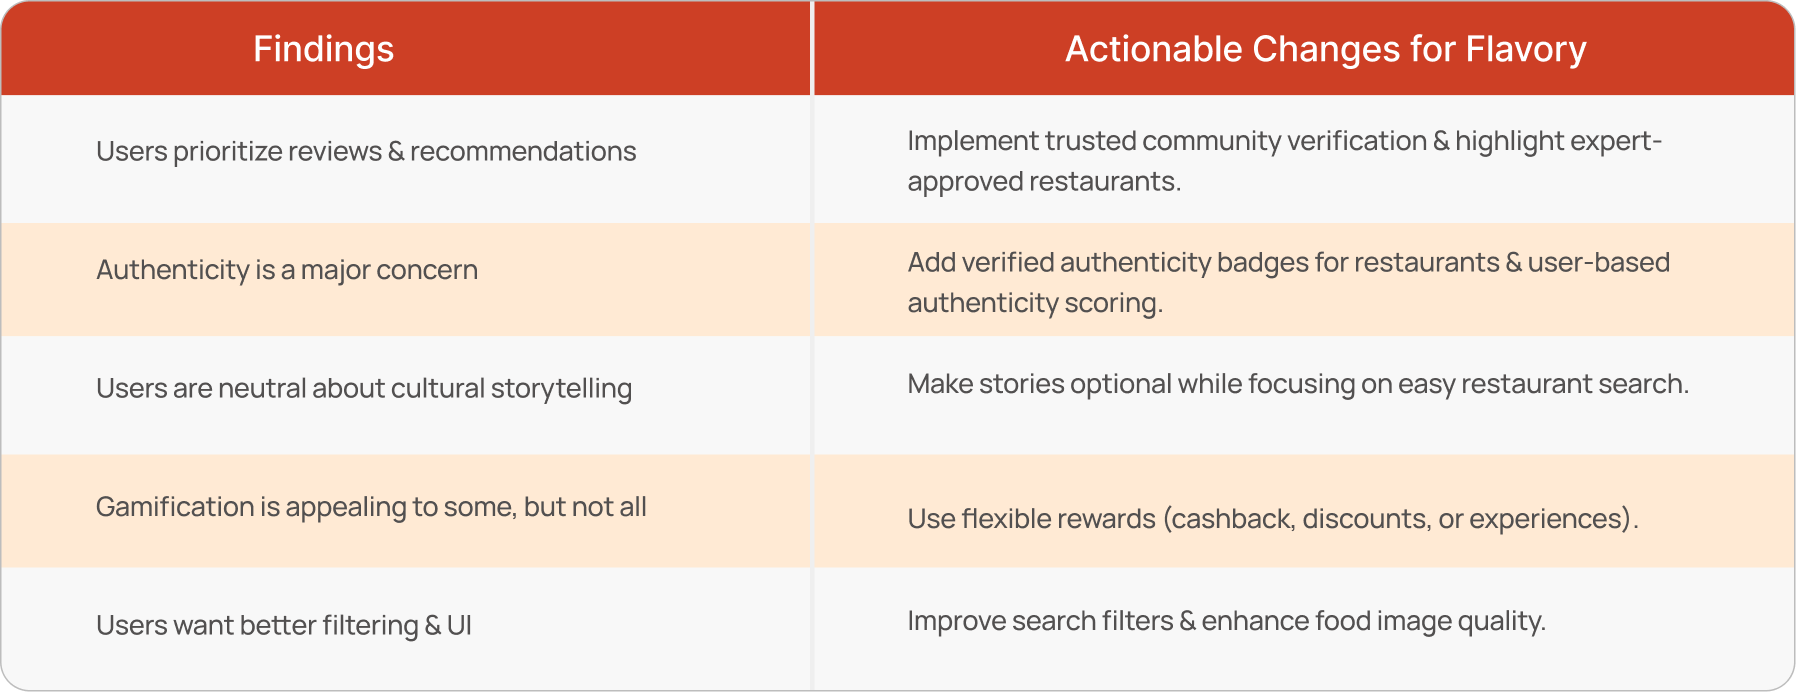 Findings
Actionable Changes for Flavory
Users prioritize reviews & recommendations
Implement trusted community verification & highlight expert-
approved restaurants.
Authenticity is a major concern
Add verified authenticity badges for restaurants & user-based
authenticity scoring.
Users are neutral about cultural storytelling
Make stories optional while focusing on easy restaurant search.
Gamification is appealing to some, but not all
Use flexible rewards (cashback, discounts, or experiences).
Users want better filtering & UI
Improve search filters & enhance food image quality.